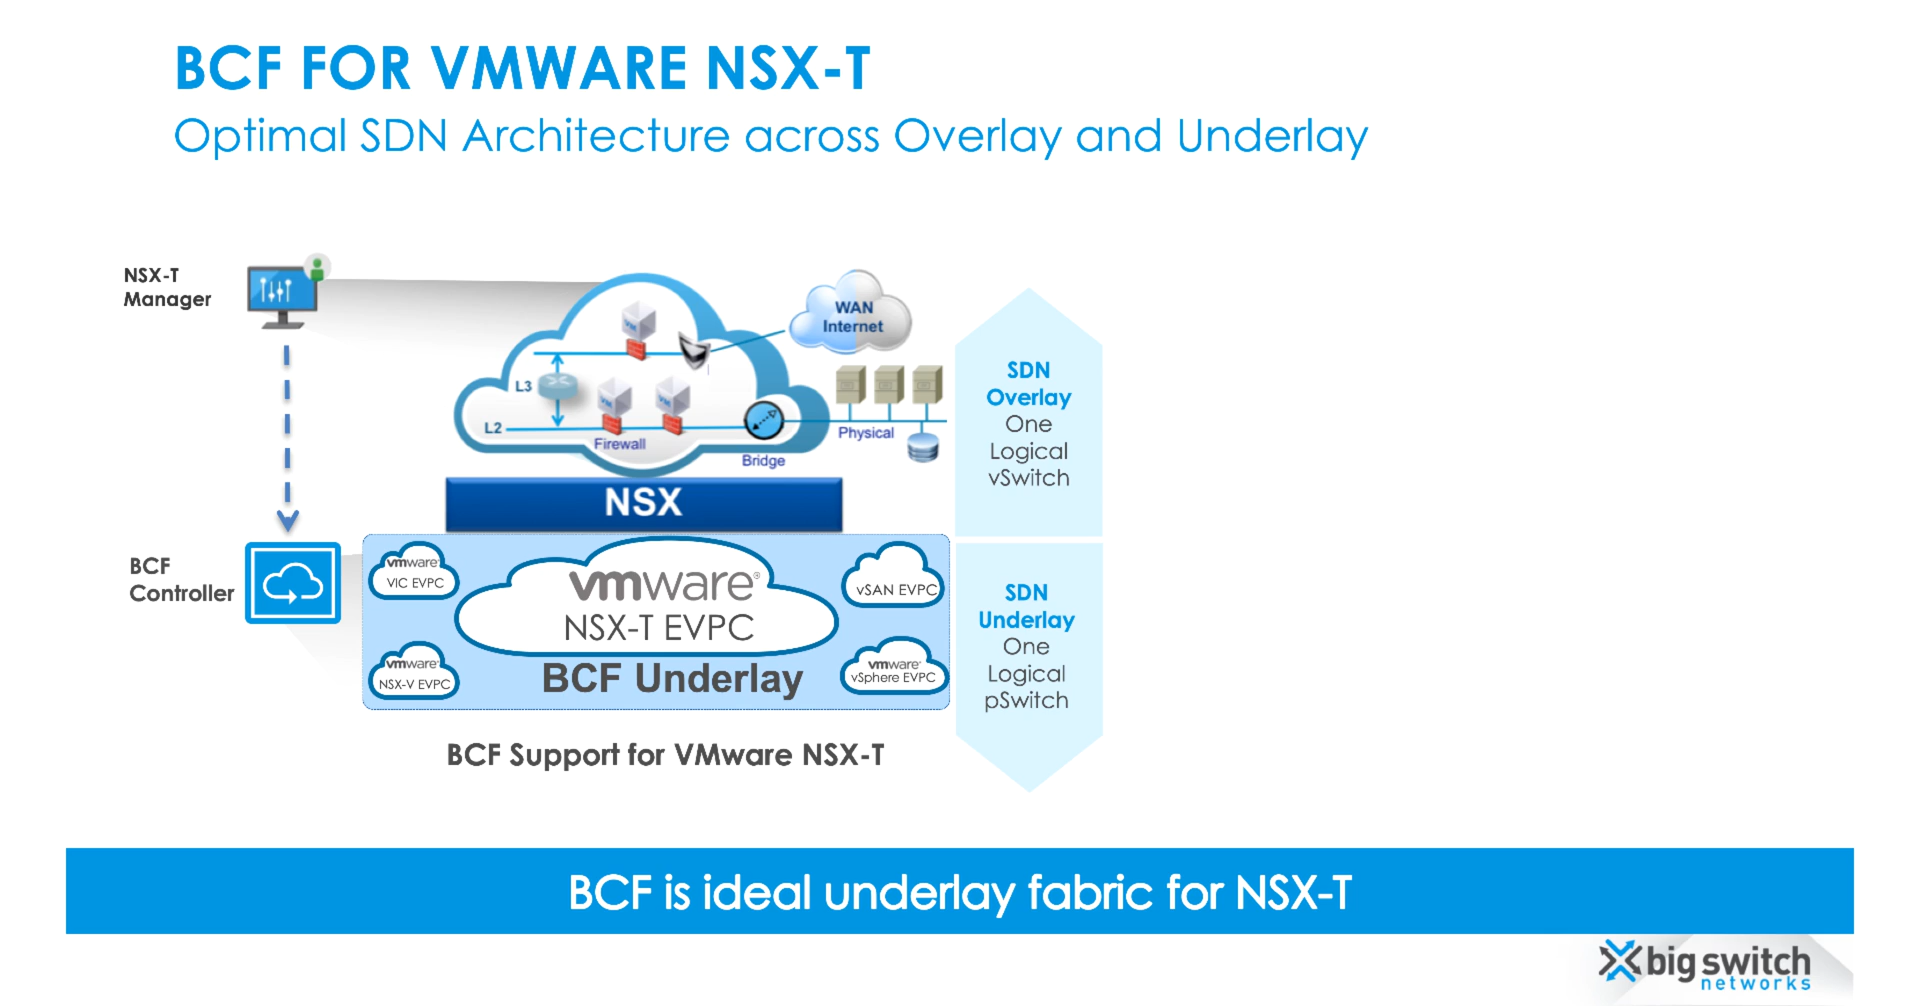 BCF FOR VMWARE NSX-T
Optimal SDN Architecture across Overlay and Underlay
NSX-T
Manager
WAN
Internet
VM
L3
VM
VM
L2
Firewall
Bridge
Physical
NSX
SDN
Overlay
One
Logical
vSwitch
BCF
Controller
vmware
VIC EVPC
vmware®
NSX-T EVPC
vSAN EVPC
vmware
NSX-V EVPC
BCF Underlay
vmware
vSphere EVPC
SDN
Underlay
One
Logical
pSwitch
BCF Support for VMware NSX-T
BCF is ideal underlay fabric for NSX-T
big switch
networks